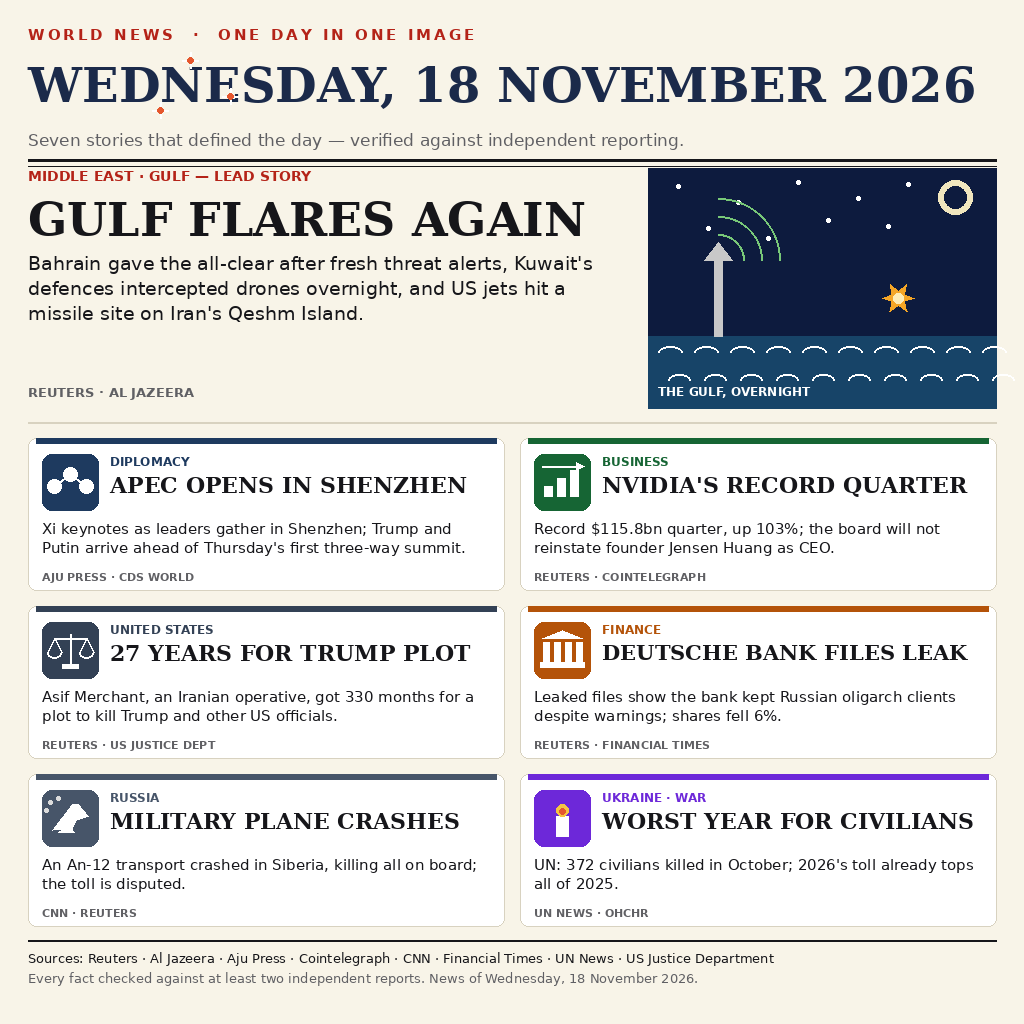 WORLD NEWS · ONE DAY IN ONE IMAGE
WEDNESDAY, 18 NOVEMBER 2026
Seven stories that defined the day — verified against independent reporting.
MIDDLE EAST · GULF — LEAD STORY
GULF FLARES AGAIN
Bahrain gave the all-clear after fresh threat alerts, Kuwait's
defences intercepted drones overnight, and US jets hit a
missile site on Iran's Qeshm Island.
REUTERS · AL JAZEERA
THE GULF, OVERNIGHT
DIPLOMACY
APEC OPENS IN SHENZHEN
Xi keynotes as leaders gather in Shenzhen; Trump and
Putin arrive ahead of Thursday's first three-way summit.
AJU PRESS · CDS WORLD
BUSINESS
NVIDIA'S RECORD QUARTER
Record $115.8bn quarter, up 103%; the board will not
reinstate founder Jensen Huang as CEO.
REUTERS · COINTELEGRAPH
UNITED STATES
27 YEARS FOR TRUMP PLOT
Asif Merchant, an Iranian operative, got 330 months for a
plot to kill Trump and other US officials.
REUTERS · US JUSTICE DEPT
FINANCE
DEUTSCHE BANK FILES LEAK
Leaked files show the bank kept Russian oligarch clients
despite warnings; shares fell 6%.
REUTERS · FINANCIAL TIMES
RUSSIA
MILITARY PLANE CRASHES
An An-12 transport crashed in Siberia, killing all on board;
the toll is disputed.
CNN · REUTERS
UKRAINE · WAR
WORST YEAR FOR CIVILIANS
UN: 372 civilians killed in October; 2026's toll already tops
all of 2025.
UN NEWS · OHCHR
Sources: Reuters · Al Jazeera · Aju Press · Cointelegraph · CNN · Financial Times · UN News · US Justice Department
Every fact checked against at least two independent reports. News of Wednesday, 18 November 2026.